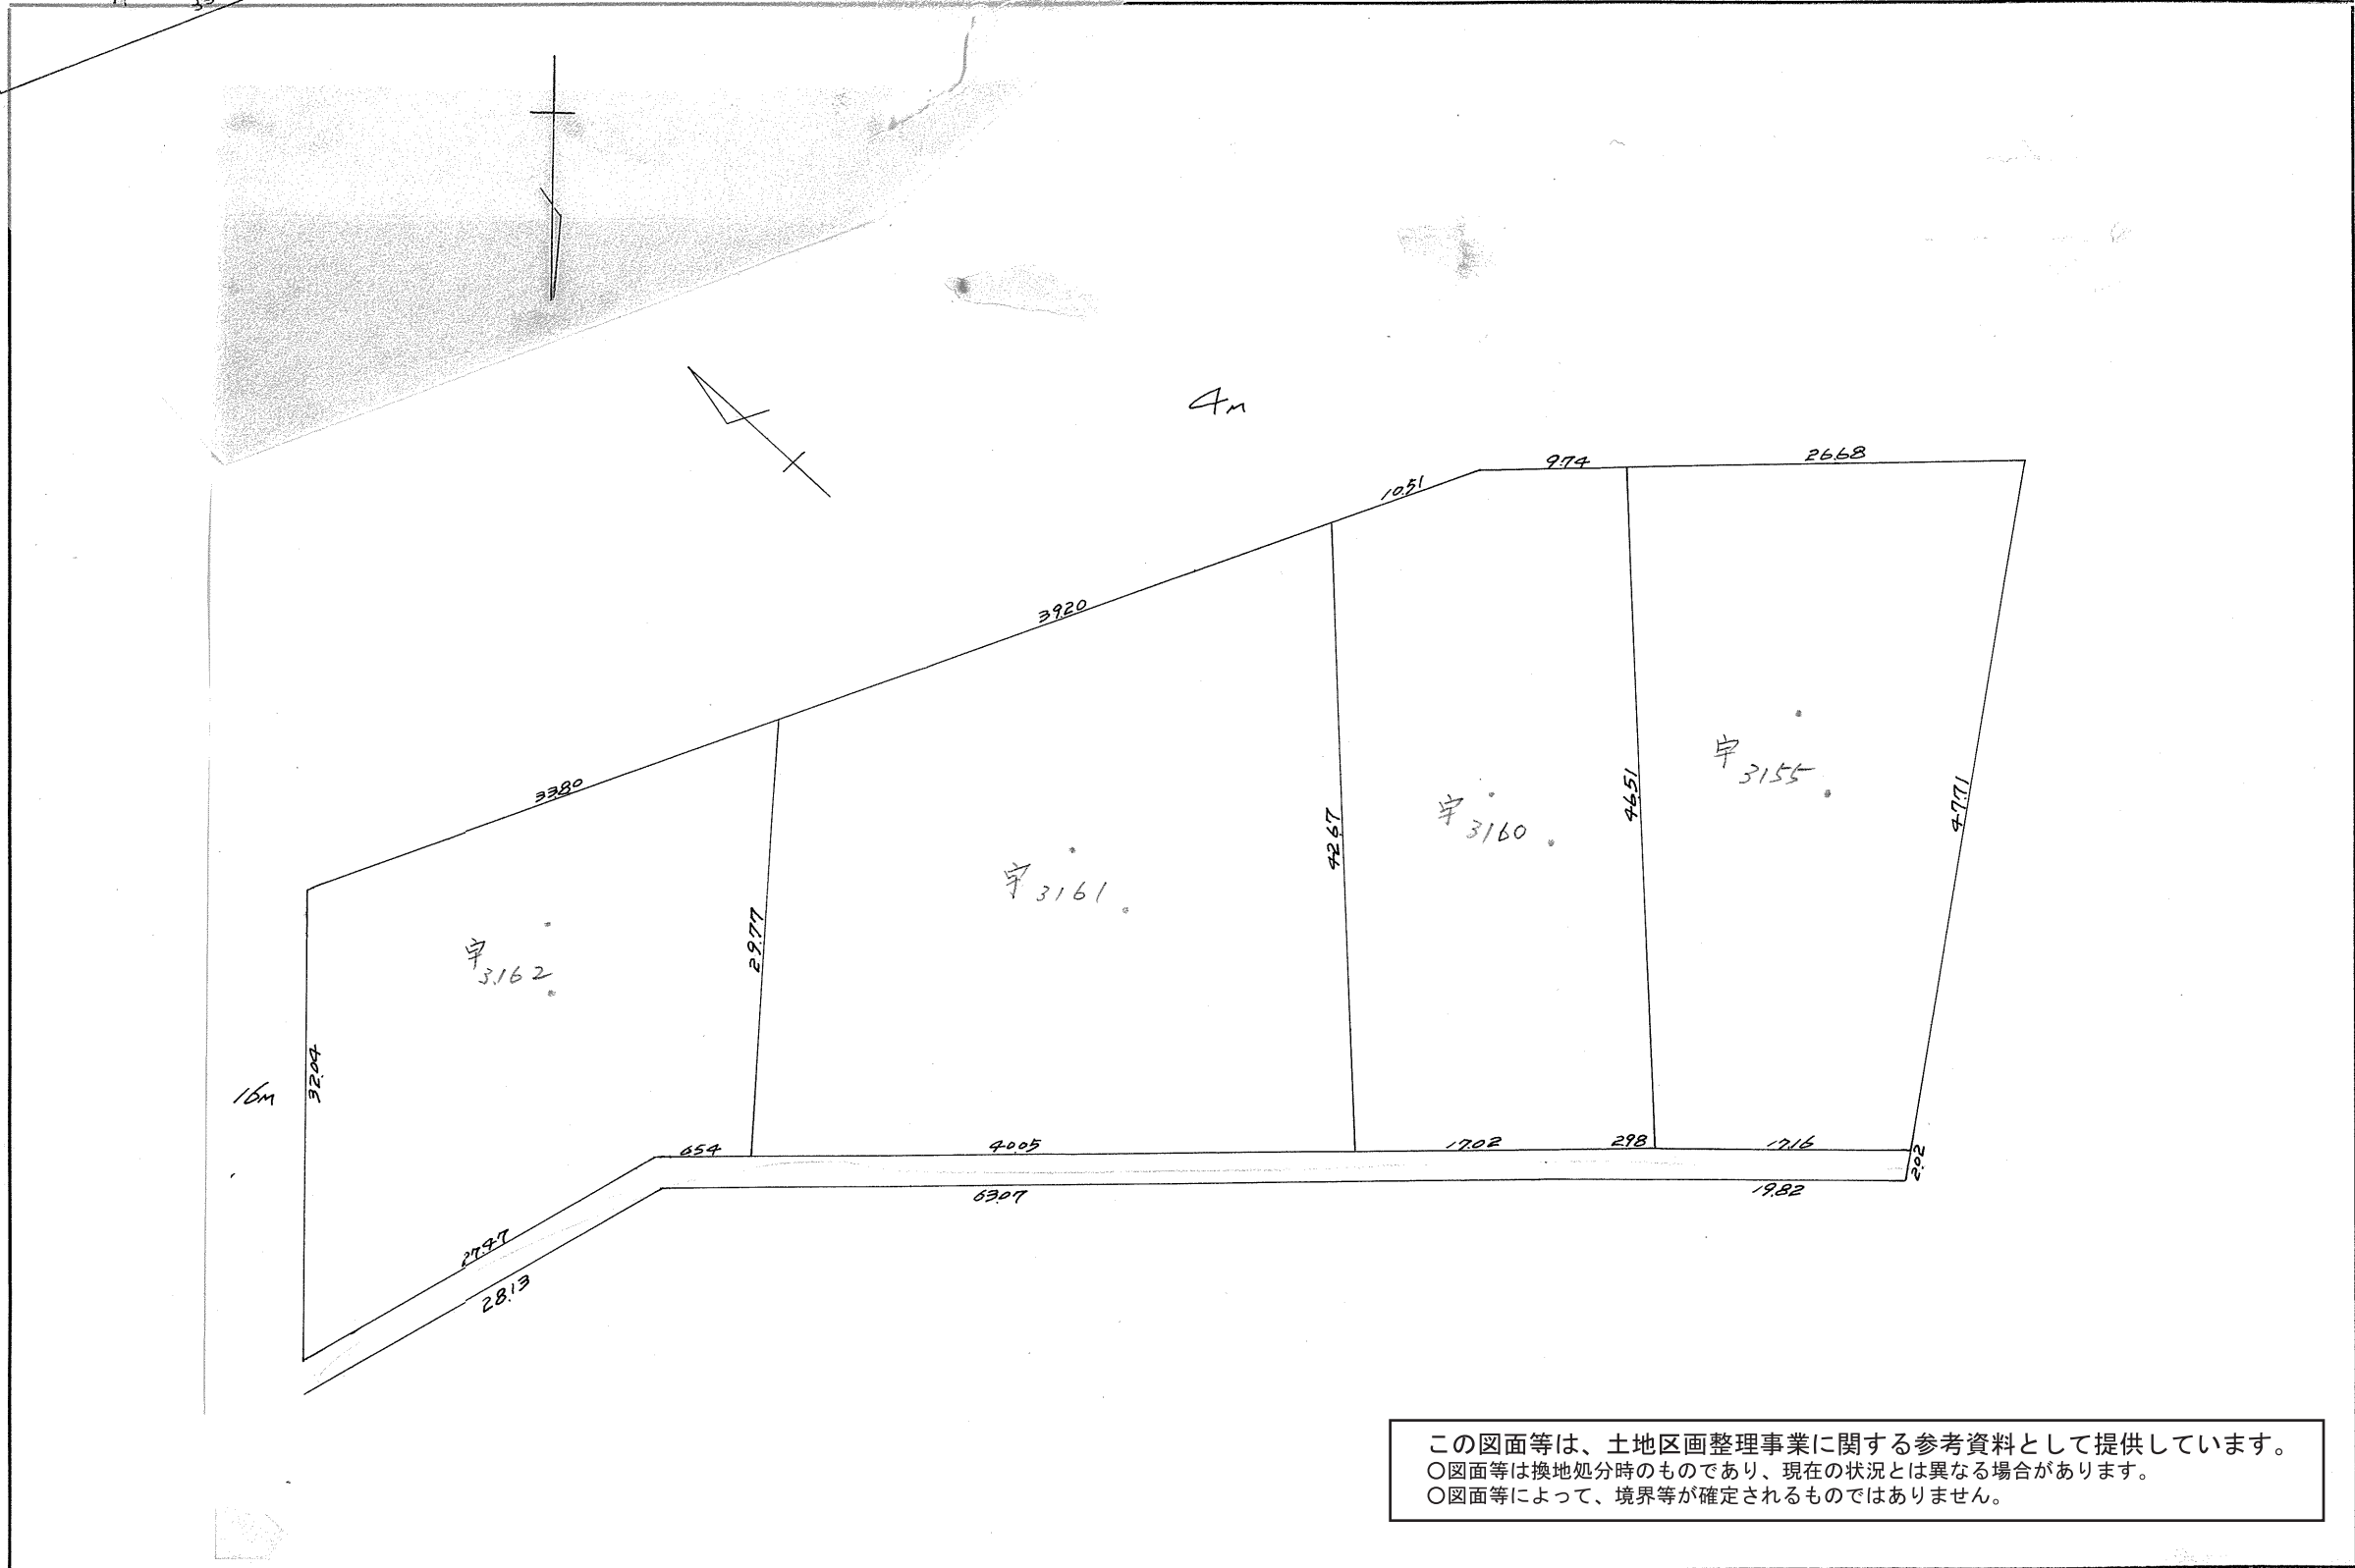 4m
26.68
9.74
10.51
39.20
33.80
宇 3155
宇 3160
宇 3161
宇 3162
47.71
46.51
42.67
29.77
32.04
16m
6.54
40.05
17.02
2.98
17.16
2.02
63.07
19.82
27.47
28.13
この図面等は、土地区画整理事業に関する参考資料として提供しています。
〇図面等は換地処分時のものであり、現在の状況とは異なる場合があります。
〇図面等によって、境界等が確定されるものではありません。